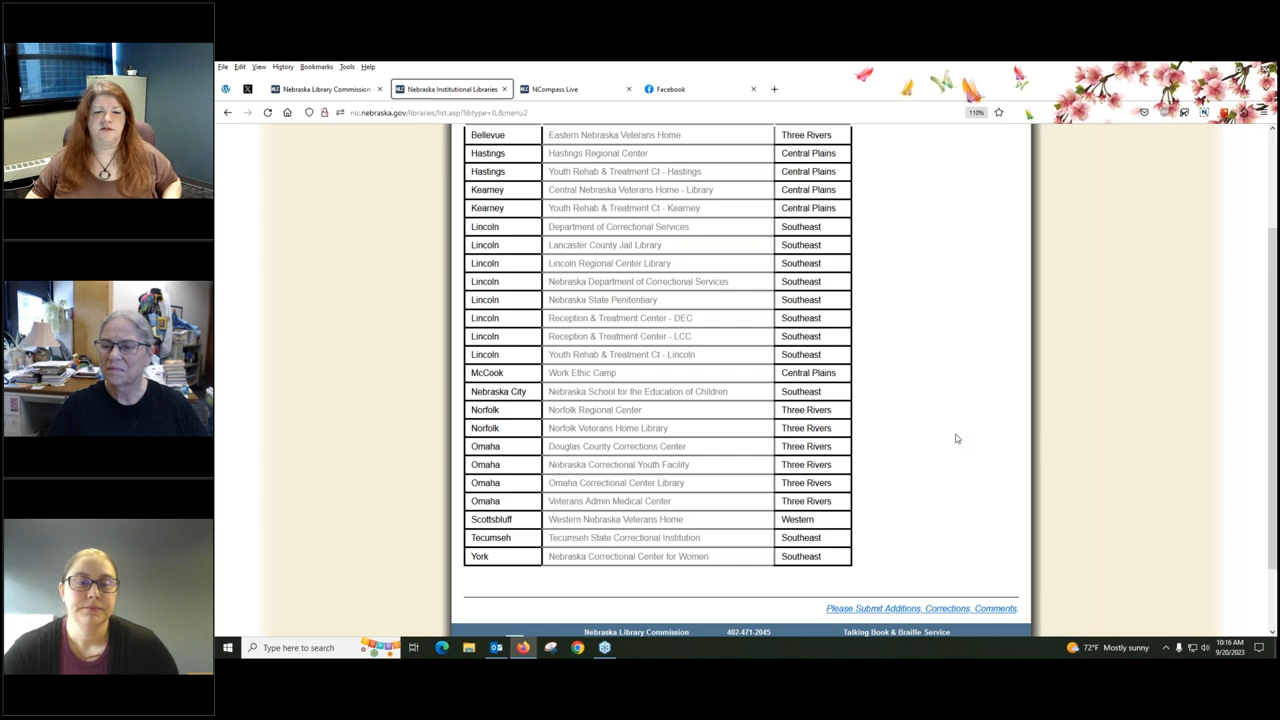 File Edit View History Bookmarks Tools Help
Nebraska Library Commission × Nebraska Institutional Libraries × NCompass Live × Facebook × +
nlc.nebraska.gov/libraries/list.asp?libtype=IL&menu2 110%
Bellevue Eastern Nebraska Veterans Home Three Rivers
Hastings Hastings Regional Center Central Plains
Hastings Youth Rehab & Treatment Ct - Hastings Central Plains
Kearney Central Nebraska Veterans Home - Library Central Plains
Kearney Youth Rehab & Treatment Ct - Kearney Central Plains
Lincoln Department of Correctional Services Southeast
Lincoln Lancaster County Jail Library Southeast
Lincoln Lincoln Regional Center Library Southeast
Lincoln Nebraska Department of Correctional Services Southeast
Lincoln Nebraska State Penitentiary Southeast
Lincoln Reception & Treatment Center - DEC Southeast
Lincoln Reception & Treatment Center - LCC Southeast
Lincoln Youth Rehab & Treatment Ct - Lincoln Southeast
McCook Work Ethic Camp Central Plains
Nebraska City Nebraska School for the Education of Children Southeast
Norfolk Norfolk Regional Center Three Rivers
Norfolk Norfolk Veterans Home Library Three Rivers
Omaha Douglas County Corrections Center Three Rivers
Omaha Nebraska Correctional Youth Facility Three Rivers
Omaha Omaha Correctional Center Library Three Rivers
Omaha Veterans Admin Medical Center Three Rivers
Scottsbluff Western Nebraska Veterans Home Western
Tecumseh Tecumseh State Correctional Institution Southeast
York Nebraska Correctional Center for Women Southeast
Please Submit Additions, Corrections, Comments.
Nebraska Library Commission 402-471-2045 Talking Book & Braille Service
Type here to search 72°F Mostly sunny 10:16 AM
9/20/2023